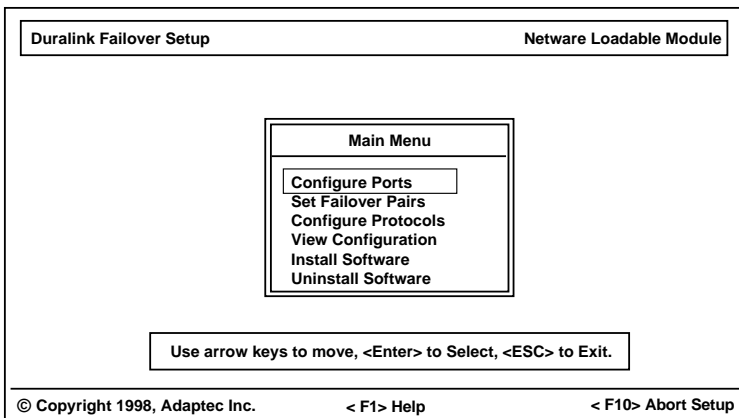 Duralink Failover Setup Netware Loadable Module
Main Menu
Configure Ports
Set Failover Pairs
Configure Protocols
View Configuration
Install Software
Uninstall Software
Use arrow keys to move, <Enter> to Select, <ESC> to Exit.
© Copyright 1998, Adaptec Inc. < F1> Help < F10> Abort Setup